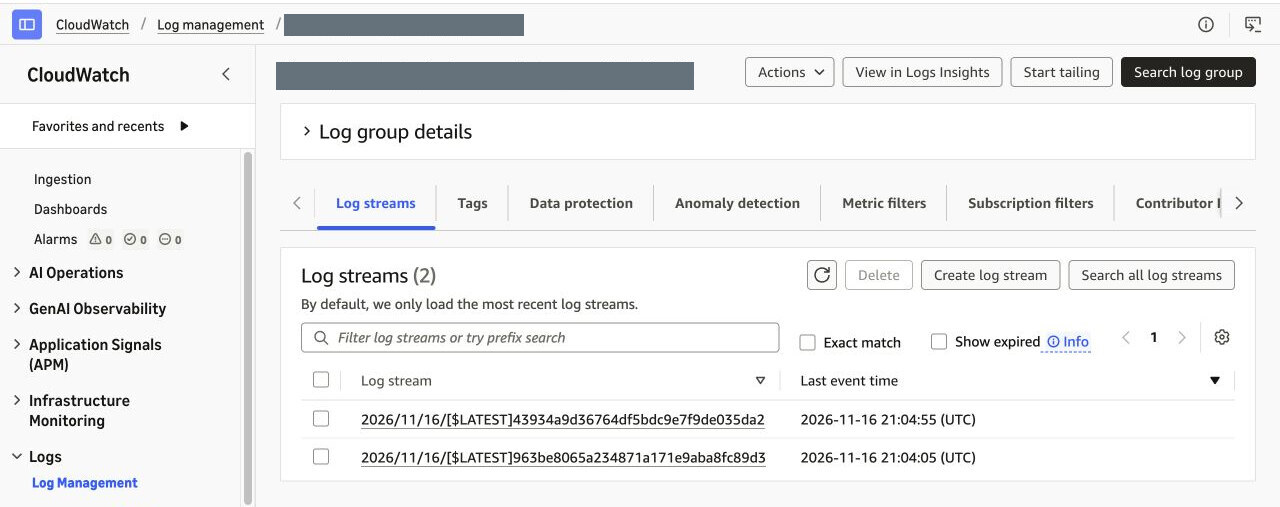 CloudWatch / Log management /
CloudWatch
Actions View in Logs Insights Start tailing Search log group
Favorites and recents
Log group details
Ingestion
Dashboards
Alarms 0 0 0
AI Operations
GenAI Observability
Application Signals
(APM)
Infrastructure
Monitoring
Logs
Log Management
Log streams Tags Data protection Anomaly detection Metric filters Subscription filters Contributor I
Log streams (2)
Delete Create log stream Search all log streams
By default, we only load the most recent log streams.
Filter log streams or try prefix search
Exact match Show expired Info 1
Log stream Last event time
2026/11/16/[$LATEST]43934a9d36764df5bdc9e7f9de035da2 2026-11-16 21:04:55 (UTC)
2026/11/16/[$LATEST]963be8065a234871a171e9aba8fc89d3 2026-11-16 21:04:05 (UTC)